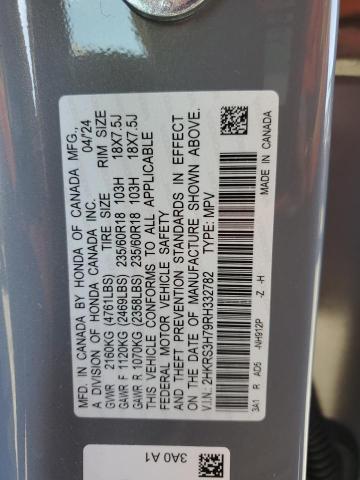 MFD. IN CANADA BY HONDA OF CANADA MFG.,
A DIVISION OF HONDA CANADA INC. 04/24
TIRE SIZE RIM SIZE
GVWR 2160KG (4761LBS)
GAWR F 1120KG (2469LBS) 235/60R18 103H 18X7.5J
GAWR R 1070KG (2358LBS) 235/60R18 103H 18X7.5J
THIS VEHICLE CONFORMS TO ALL APPLICABLE
FEDERAL MOTOR VEHICLE SAFETY
AND THEFT PREVENTION STANDARDS IN EFFECT
ON THE DATE OF MANUFACTURE SHOWN ABOVE.
V.I.N.: 2HKRS3H79RH332782 TYPE: MPV
MADE IN CANADA
3A1 R AD5 -NH912P -Z -H
3A0 A1